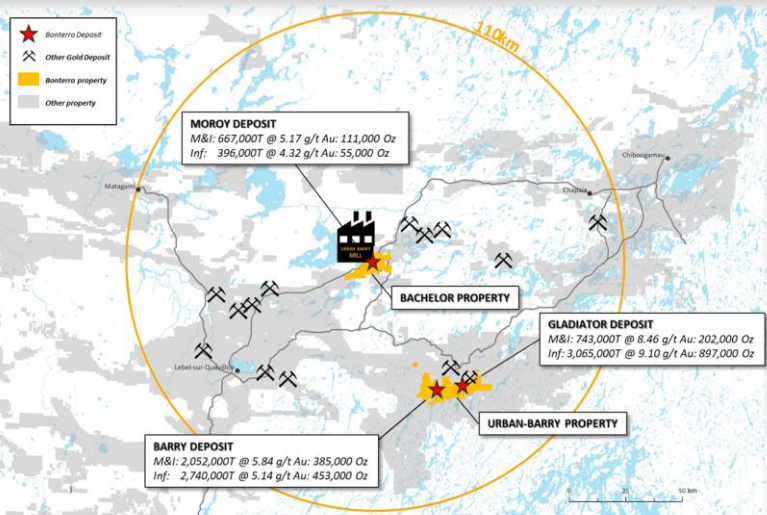 Bonterra Deposit
Other Gold Deposit
Bonterra property
Other property
110km
MOROY DEPOSIT
M&I: 667,000T @ 5.17 g/t Au: 111,000 Oz
Inf: 396,000T @ 4.32 g/t Au: 55,000 Oz
Chibougamau
Matagami
Chapais
URBAN-BARRY
MILL
BACHELOR PROPERTY
GLADIATOR DEPOSIT
M&I: 743,000T @ 8.46 g/t Au: 202,000 Oz
Inf: 3,065,000T @ 9.10 g/t Au: 897,000 Oz
Lebel-sur-Quévillon
URBAN-BARRY PROPERTY
BARRY DEPOSIT
M&I: 2,052,000T @ 5.84 g/t Au: 385,000 Oz
Inf: 2,740,000T @ 5.14 g/t Au: 453,000 Oz
0 25 50 km